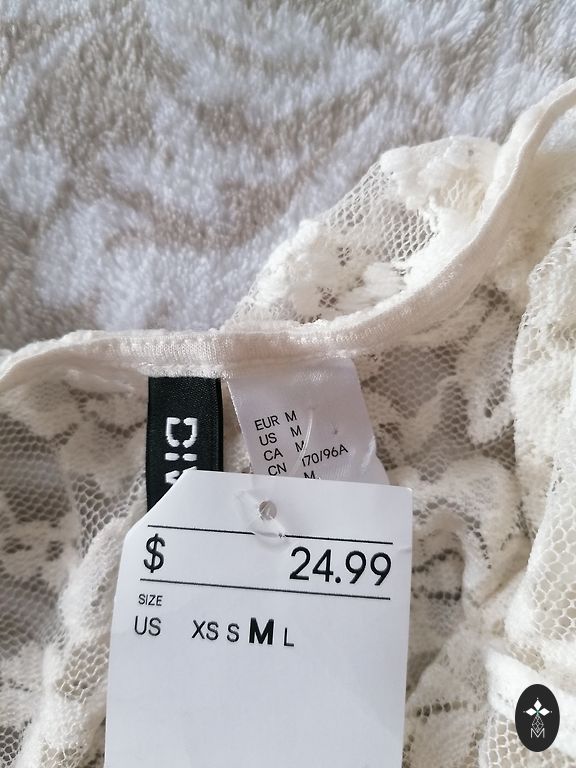 EUR M
US M
CA M
CN 170/96A
M
$ 24.99
SIZE
US XS S M L
M